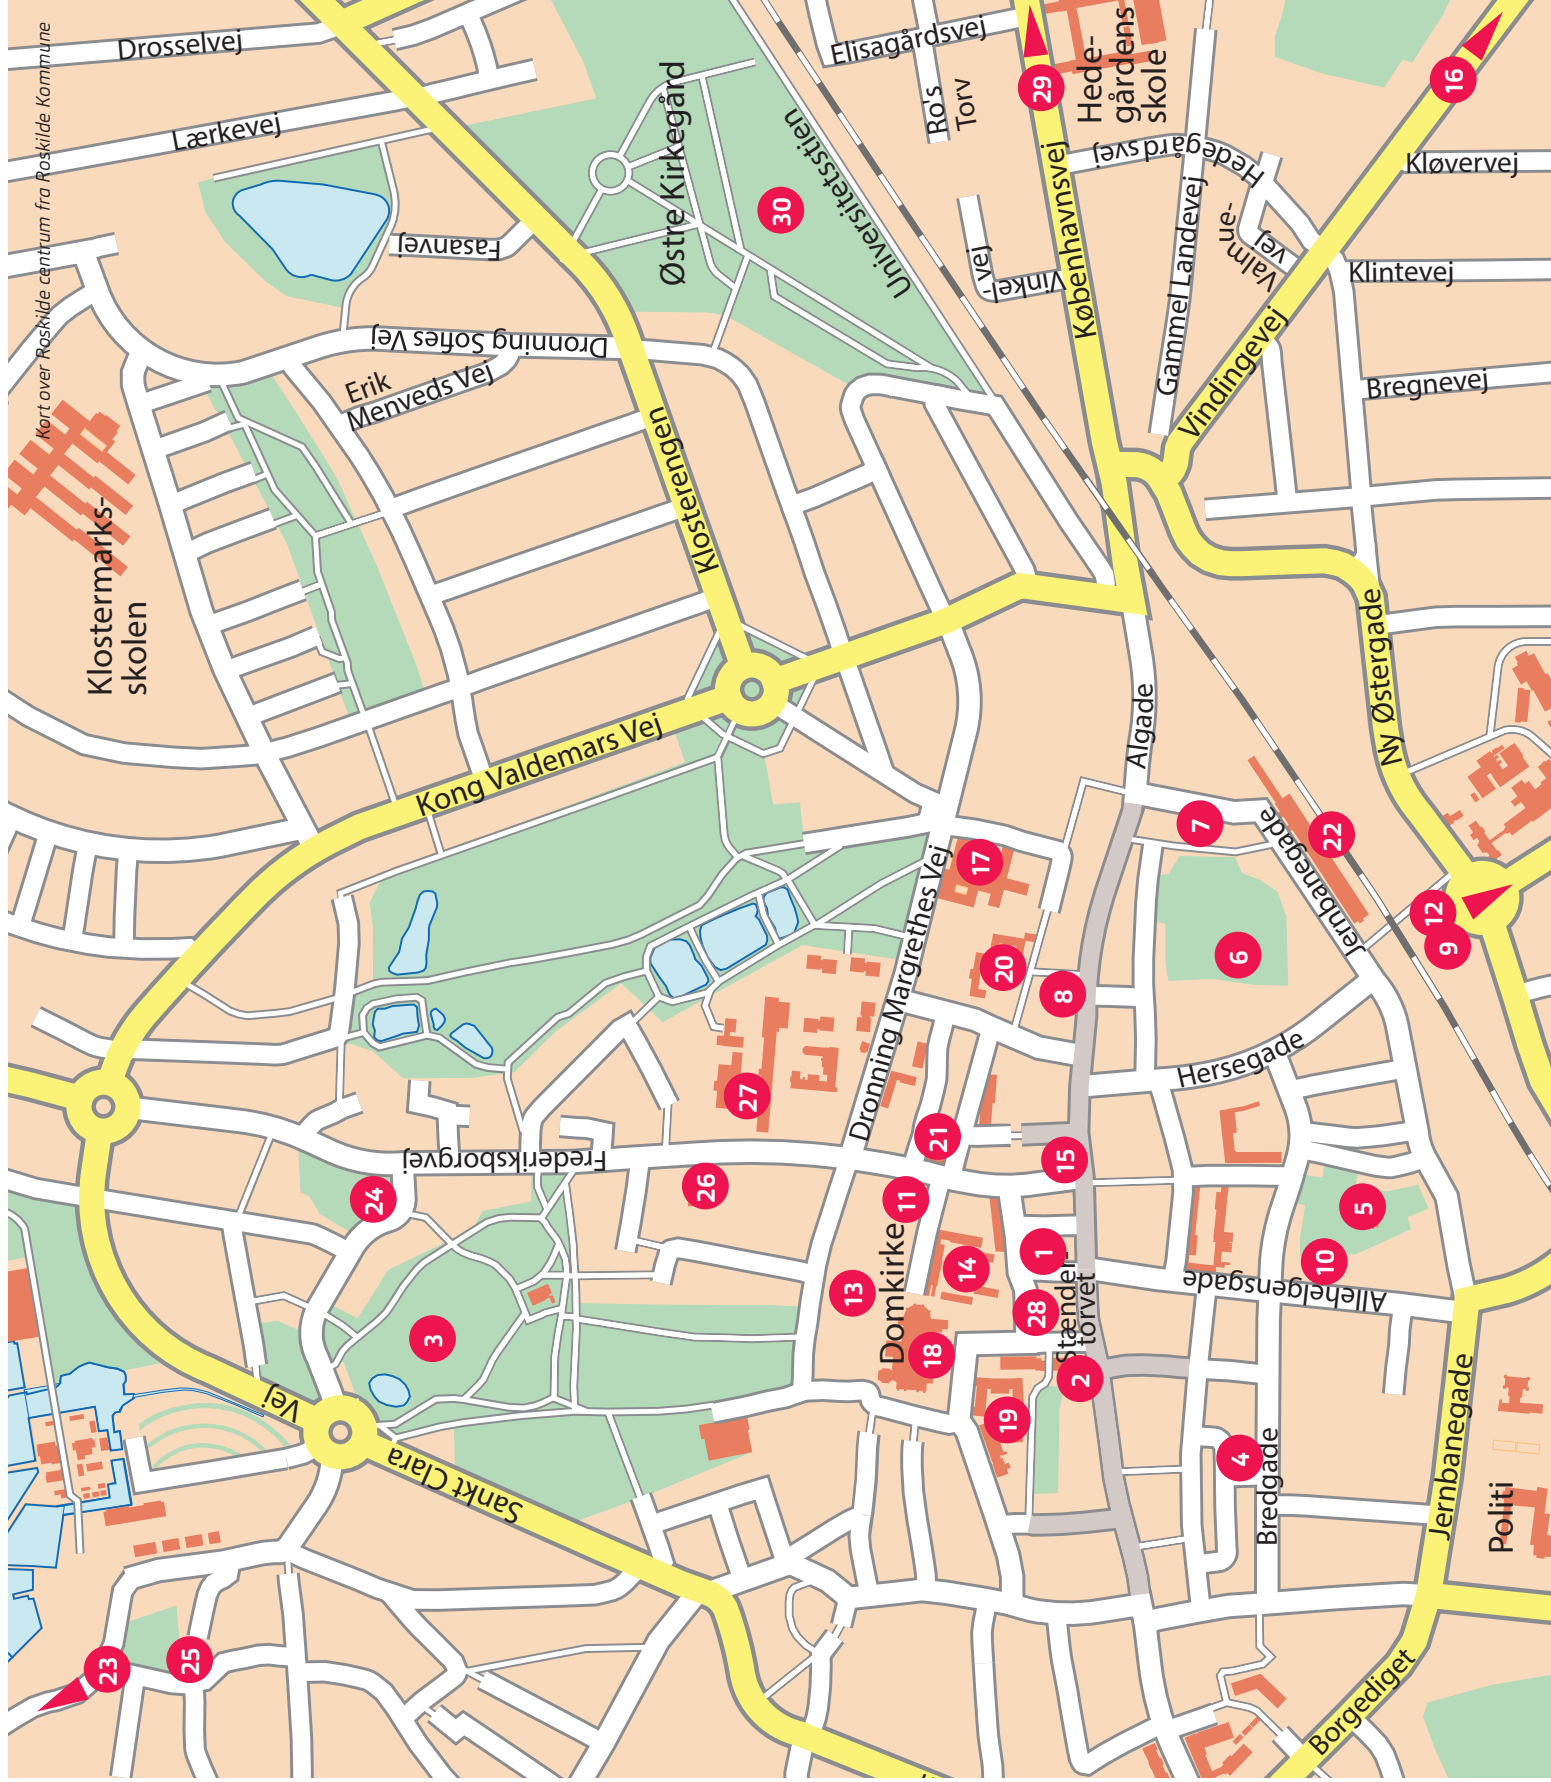 Kort over Roskilde centrum fra Roskilde Kommune
Drosselvej
Lærkevej
Fasanvej
Dronning Sofies Vej
Erik
Menveds Vej
Klostermarks-
skolen
Østre Kirkegård
30
Universitetsstien
Elisagårdsvej
Ro's
Torv
29
Hede-
gårdens
skole
16
Hedegårdsvej
Kløvervej
Københavnsvej
Vinkel-
vej
Gammel Landevej
Valmue-
vej
Klintevej
Vindingevej
Bregnevej
Klosterengen
Kong Valdemars Vej
Algade
Ny Østergade
7
22
Jernbanegade
12
9
6
17
20
8
Dronning Margrethes Vej
27
Hersegade
21
15
Frederiksborgvej
26
24
11
Domkirke
13
14
1
28
Stænder-
torvet
18
2
19
5
10
Allehelgensgade
3
Vej
Sankt Clara
4
Bredgade
Jernbanegade
Politi
23
25
Borgediget